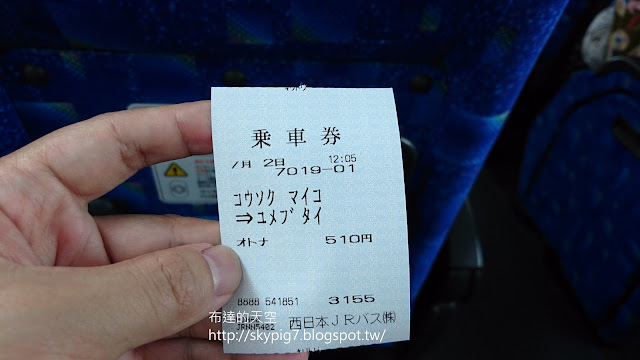 乗車券
7月 2日 12:05
7019-01
コウソク マイコ
⇒ユメブタイ
オトナ 510円
8888 541851 3155
JRNH5402 西日本JRバス㈱
布達的天空
http://skypig7.blogspot.tw/